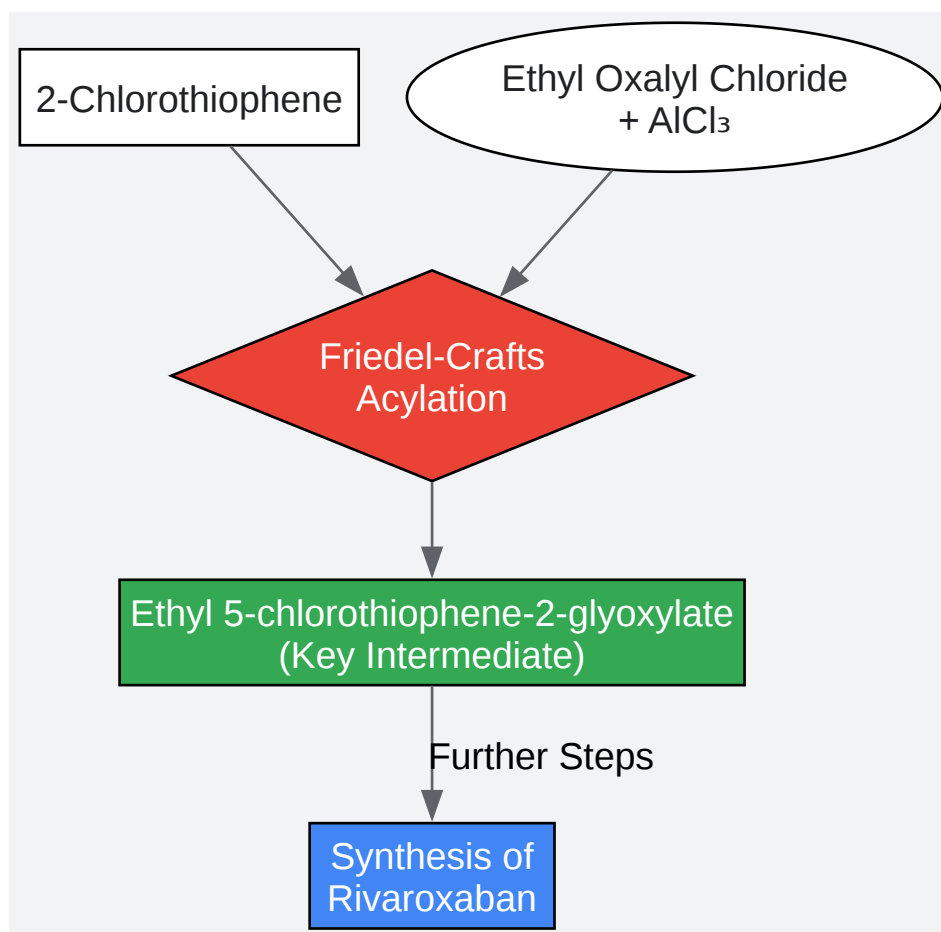 2-Chlorothiophene
Ethyl Oxalyl Chloride
+ AlCl₃
Friedel-Crafts
Acylation
Ethyl 5-chlorothiophene-2-glyoxylate
(Key Intermediate)
Further Steps
Synthesis of
Rivaroxaban